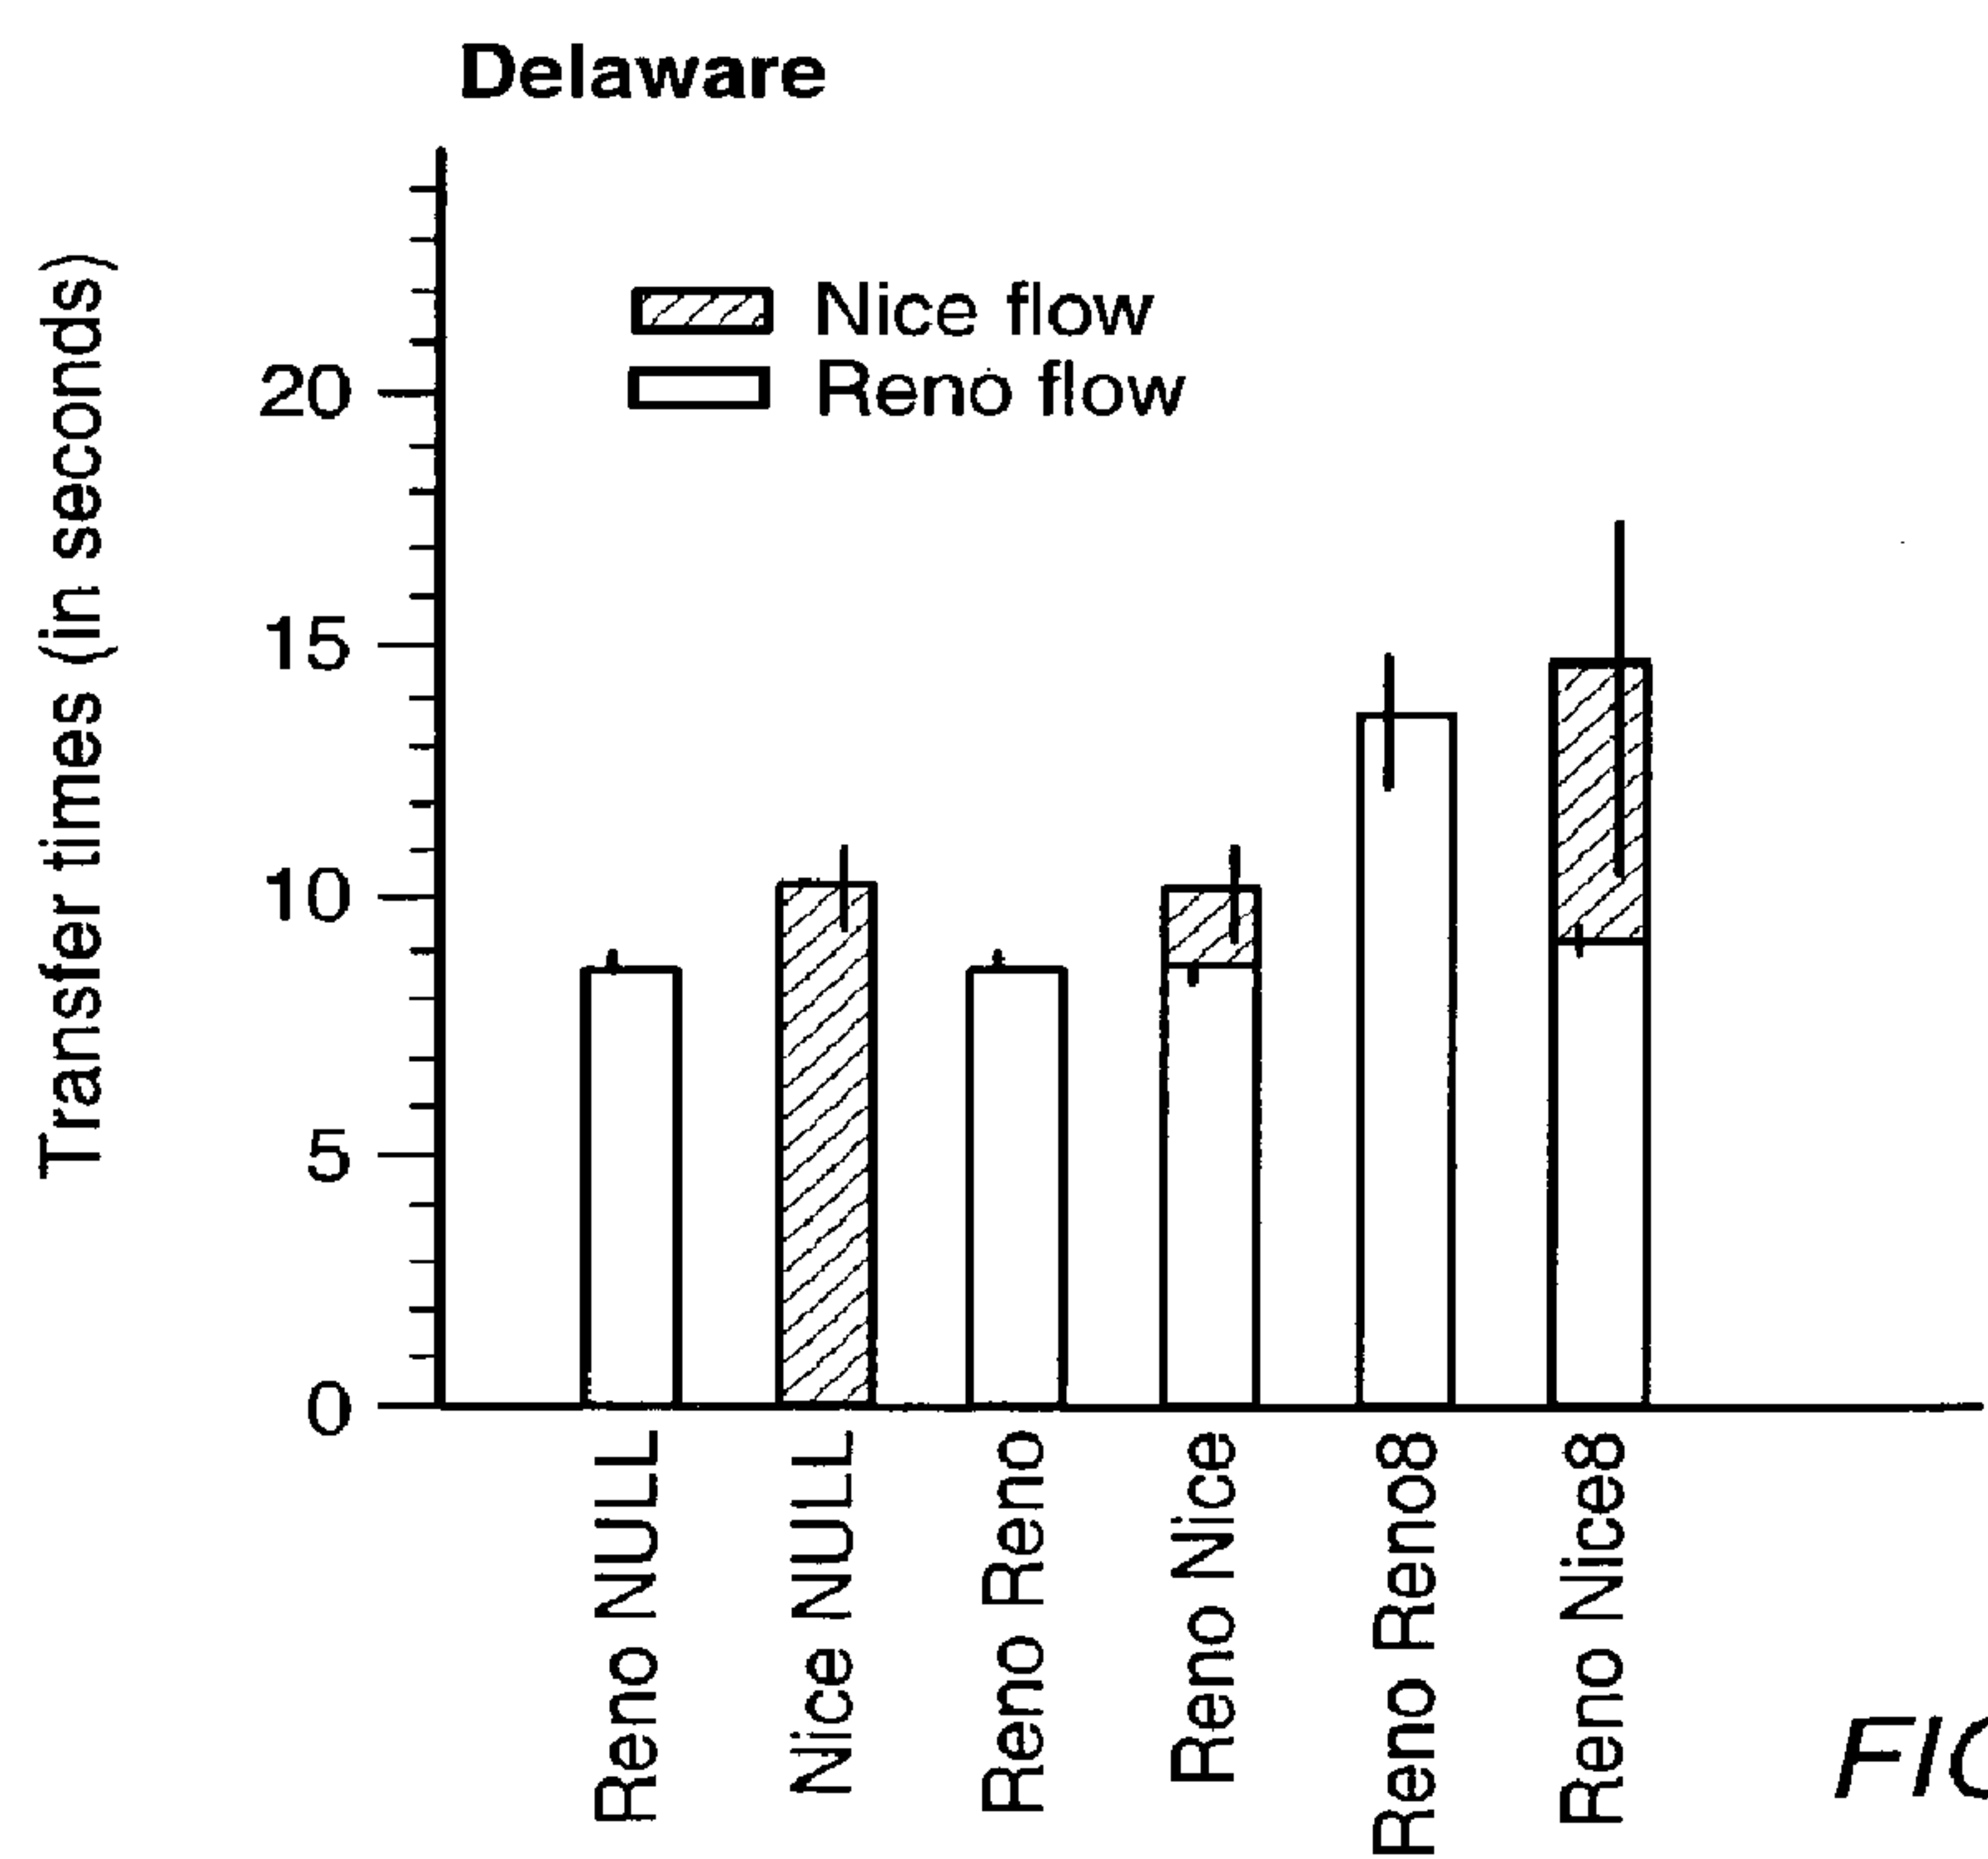 Delaware
Transfer times (in seconds)
Nice flow
Reno flow
20
15
10
5
0
Reno NULL
Nice NULL
Reno Reno
Reno Nice
Reno Reno8
Reno Nice8